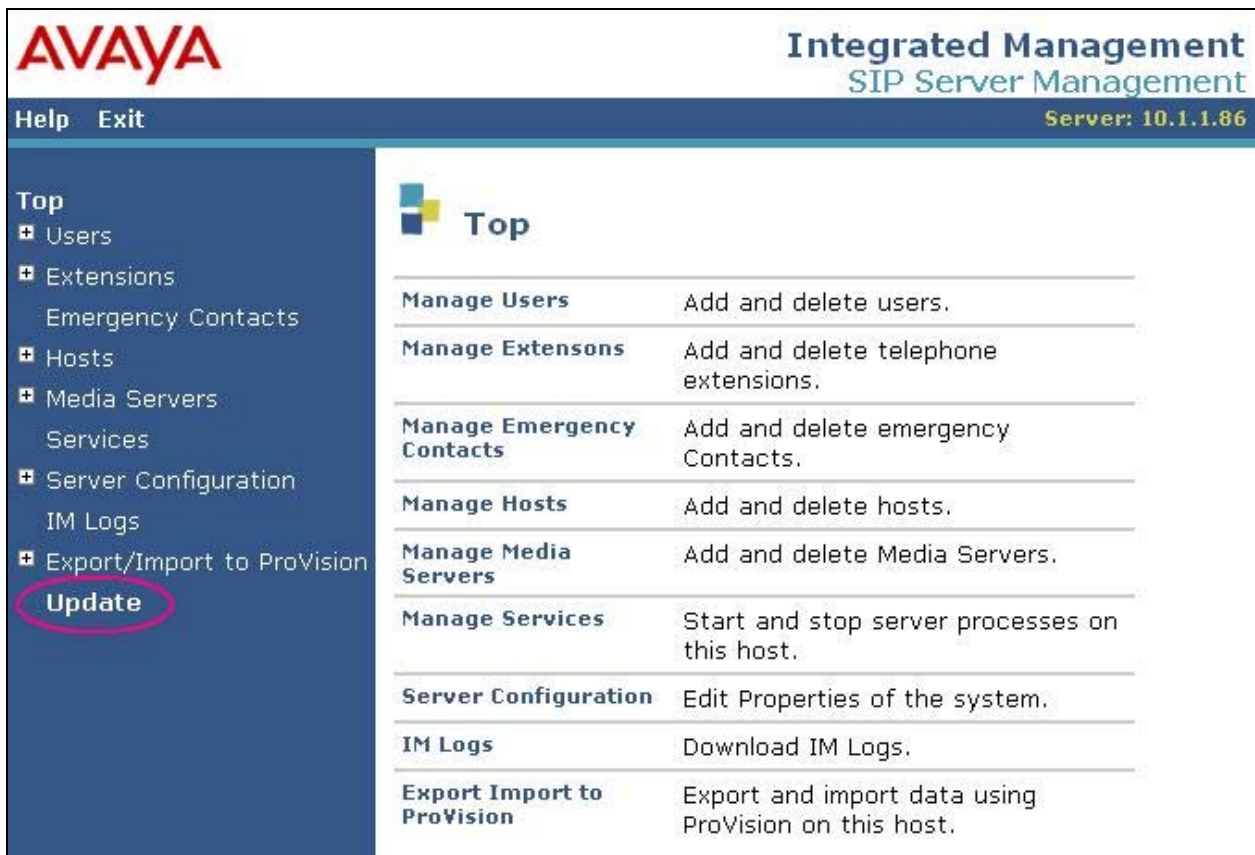 AVAYA
Integrated Management
SIP Server Management
Help Exit
Server: 10.1.1.86
Top
Users
Extensions
Emergency Contacts
Hosts
Media Servers
Services
Server Configuration
IM Logs
Export/Import to ProVision
Update
Top
Manage Users
Add and delete users.
Manage Extensons
Add and delete telephone
extensions.
Manage Emergency
Contacts
Add and delete emergency
Contacts.
Manage Hosts
Add and delete hosts.
Manage Media
Servers
Add and delete Media Servers.
Manage Services
Start and stop server processes on
this host.
Server Configuration
Edit Properties of the system.
IM Logs
Download IM Logs.
Export Import to
ProVision
Export and import data using
ProVision on this host.